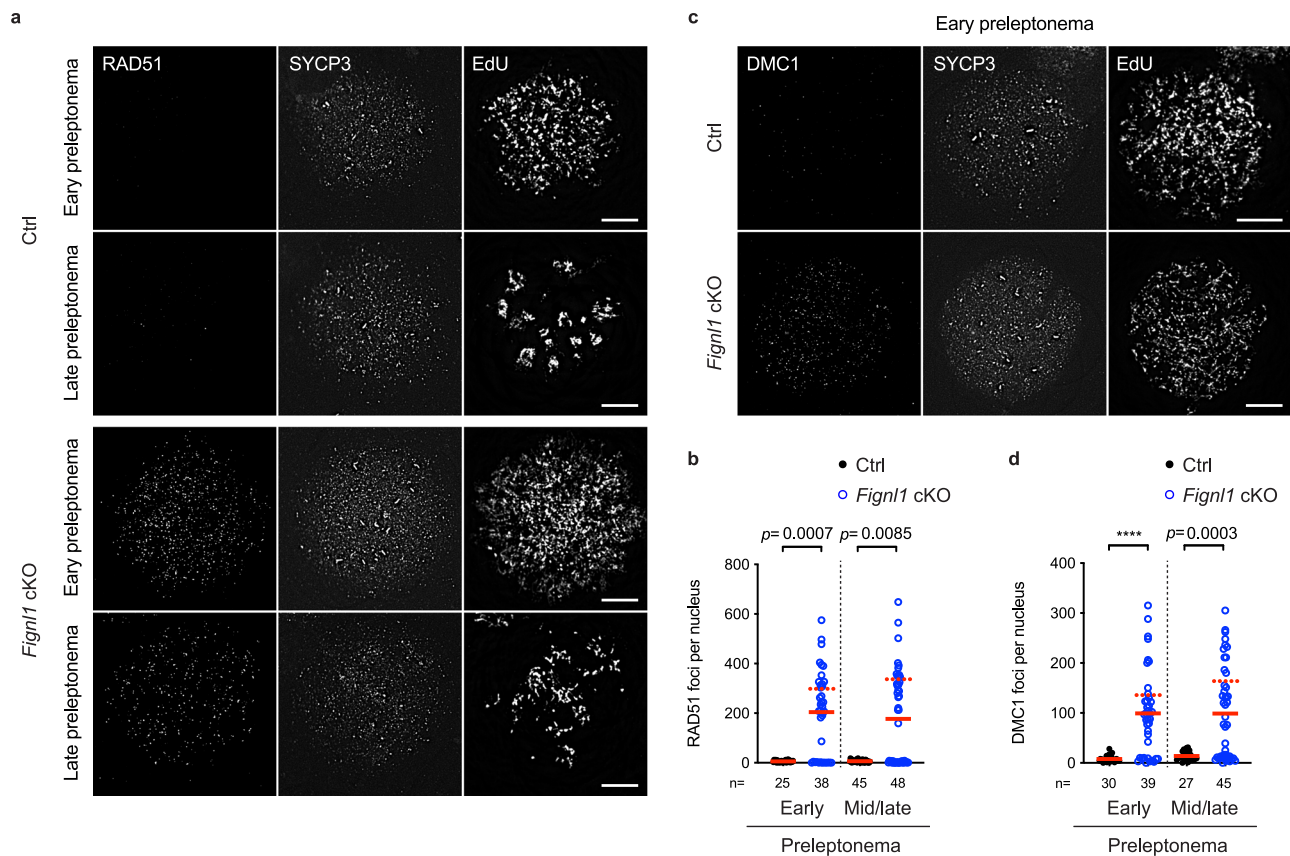 a
RAD51
SYCP3
EdU
Ctrl
Eary preleptonema
Late preleptonema
Fignl1 cKO
Eary preleptonema
Late preleptonema
c
Eary preleptonema
DMC1
SYCP3
EdU
Ctrl
Fignl1 cKO
b
Ctrl
Fignl1 cKO
p= 0.0007
p= 0.0085
RAD51 foci per nucleus
800
600
400
200
0
n= 25 38 45 48
Early Mid/late
Preleptonema
d
Ctrl
Fignl1 cKO
****
p= 0.0003
DMC1 foci per nucleus
400
300
200
100
0
n= 30 39 27 45
Early Mid/late
Preleptonema